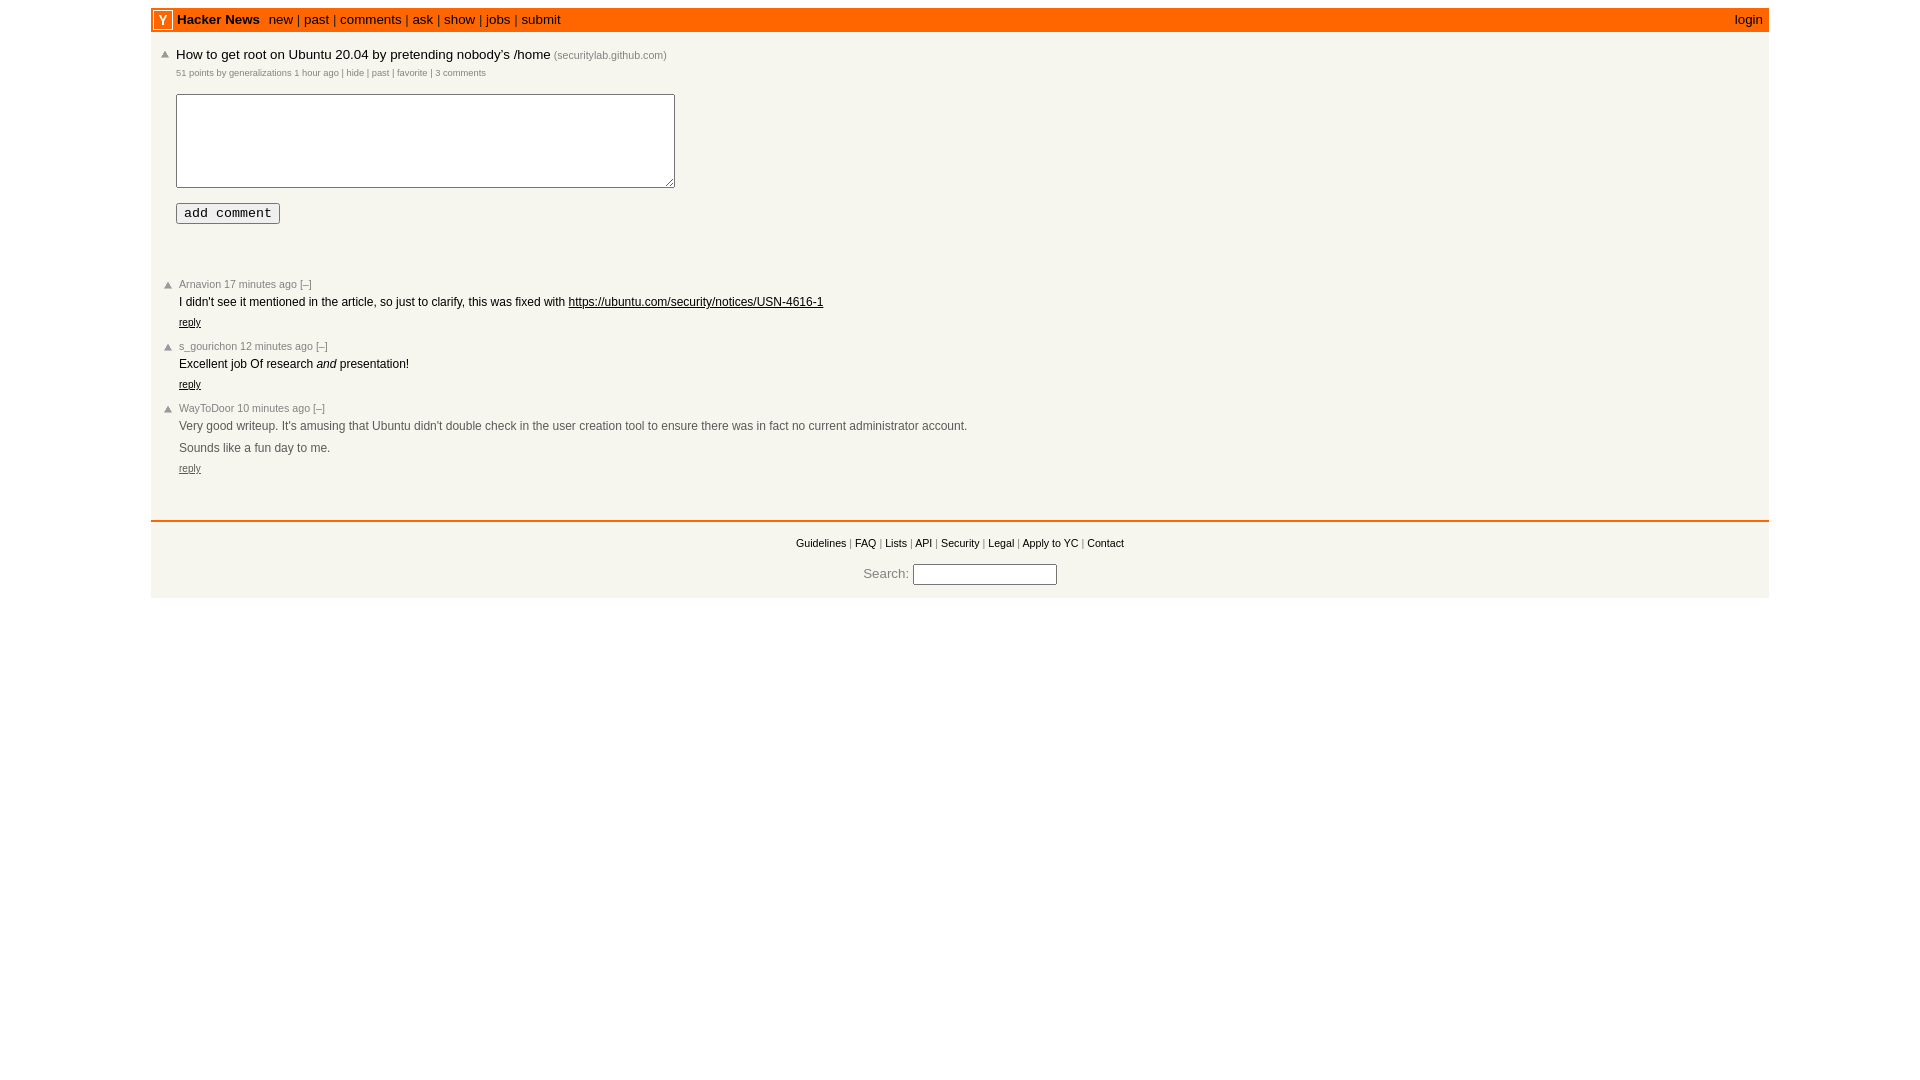 Y Hacker News new | past | comments | ask | show | jobs | submit login
How to get root on Ubuntu 20.04 by pretending nobody’s /home (securitylab.github.com)
51 points by generalizations 1 hour ago | hide | past | favorite | 3 comments
add comment
Arnavion 17 minutes ago [–]
I didn't see it mentioned in the article, so just to clarify, this was fixed with https://ubuntu.com/security/notices/USN-4616-1
reply
s_gourichon 12 minutes ago [–]
Excellent job Of research and presentation!
reply
WayToDoor 10 minutes ago [–]
Very good writeup. It's amusing that Ubuntu didn't double check in the user creation tool to ensure there was in fact no current administrator account.
Sounds like a fun day to me.
reply
Guidelines | FAQ | Lists | API | Security | Legal | Apply to YC | Contact
Search: